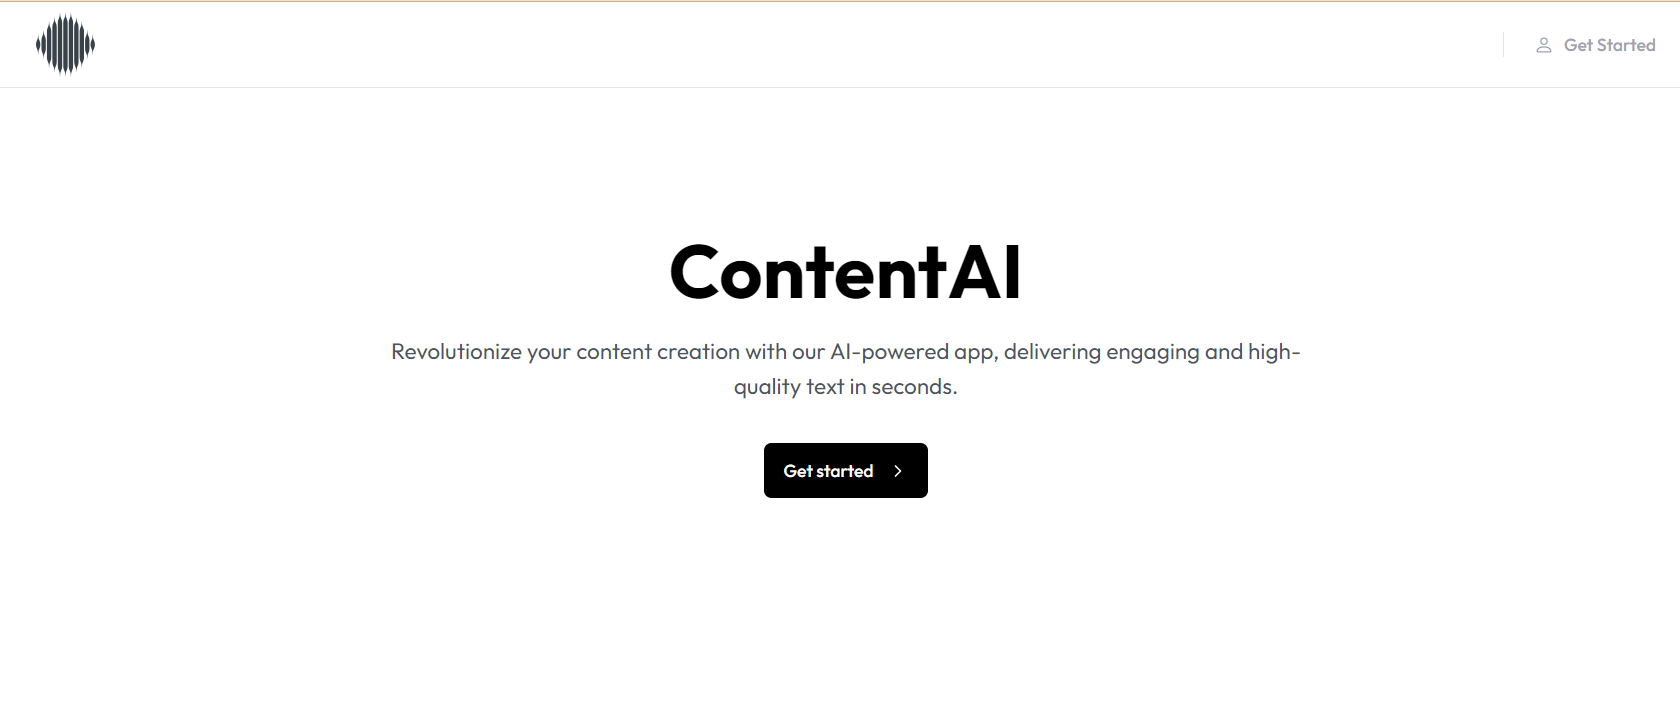 Get Started
ContentAI
Revolutionize your content creation with our AI-powered app, delivering engaging and high-
quality text in seconds.
Get started